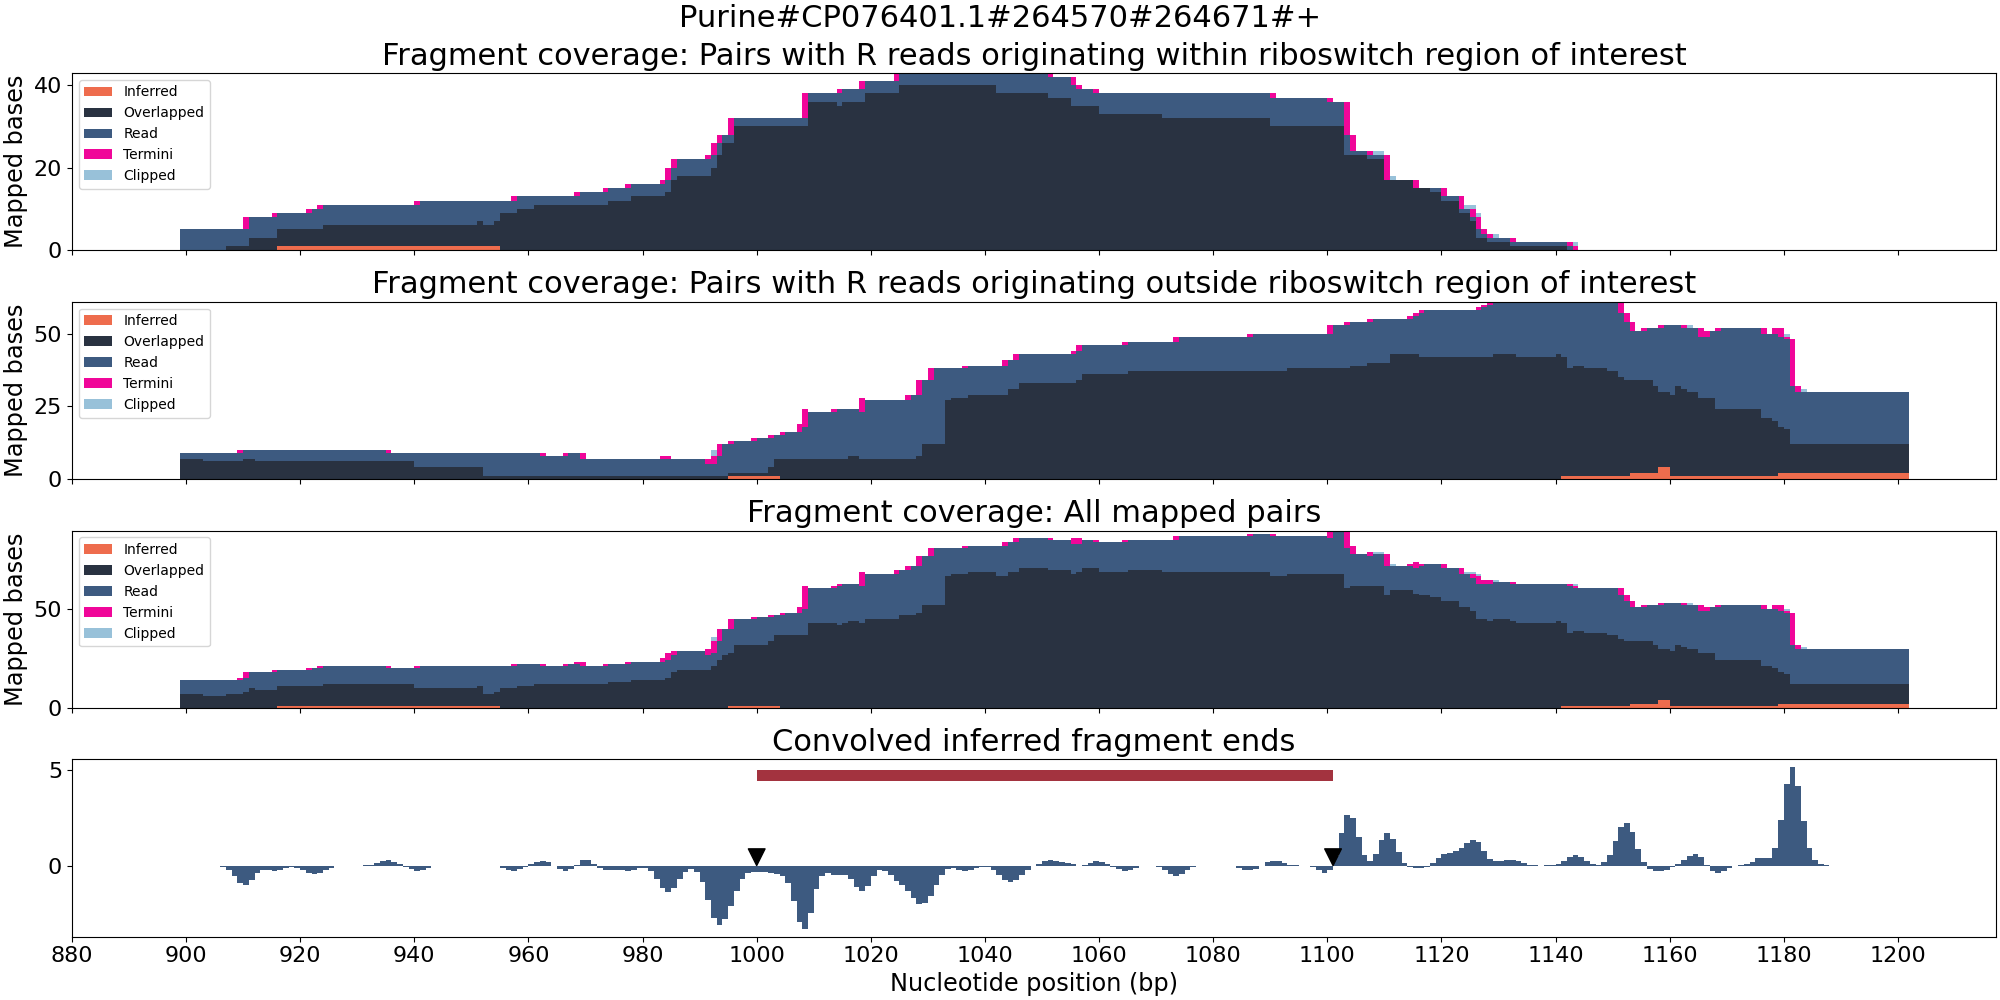 Purine#CP076401.1#264570#264671#+
Fragment coverage: Pairs with R reads originating within riboswitch region of interest
Mapped bases
40
20
0
Inferred
Overlapped
Read
Termini
Clipped
Fragment coverage: Pairs with R reads originating outside riboswitch region of interest
Mapped bases
50
25
0
Inferred
Overlapped
Read
Termini
Clipped
Fragment coverage: All mapped pairs
Mapped bases
50
0
Inferred
Overlapped
Read
Termini
Clipped
Convolved inferred fragment ends
5
0
880 900 920 940 960 980 1000 1020 1040 1060 1080 1100 1120 1140 1160 1180 1200
Nucleotide position (bp)